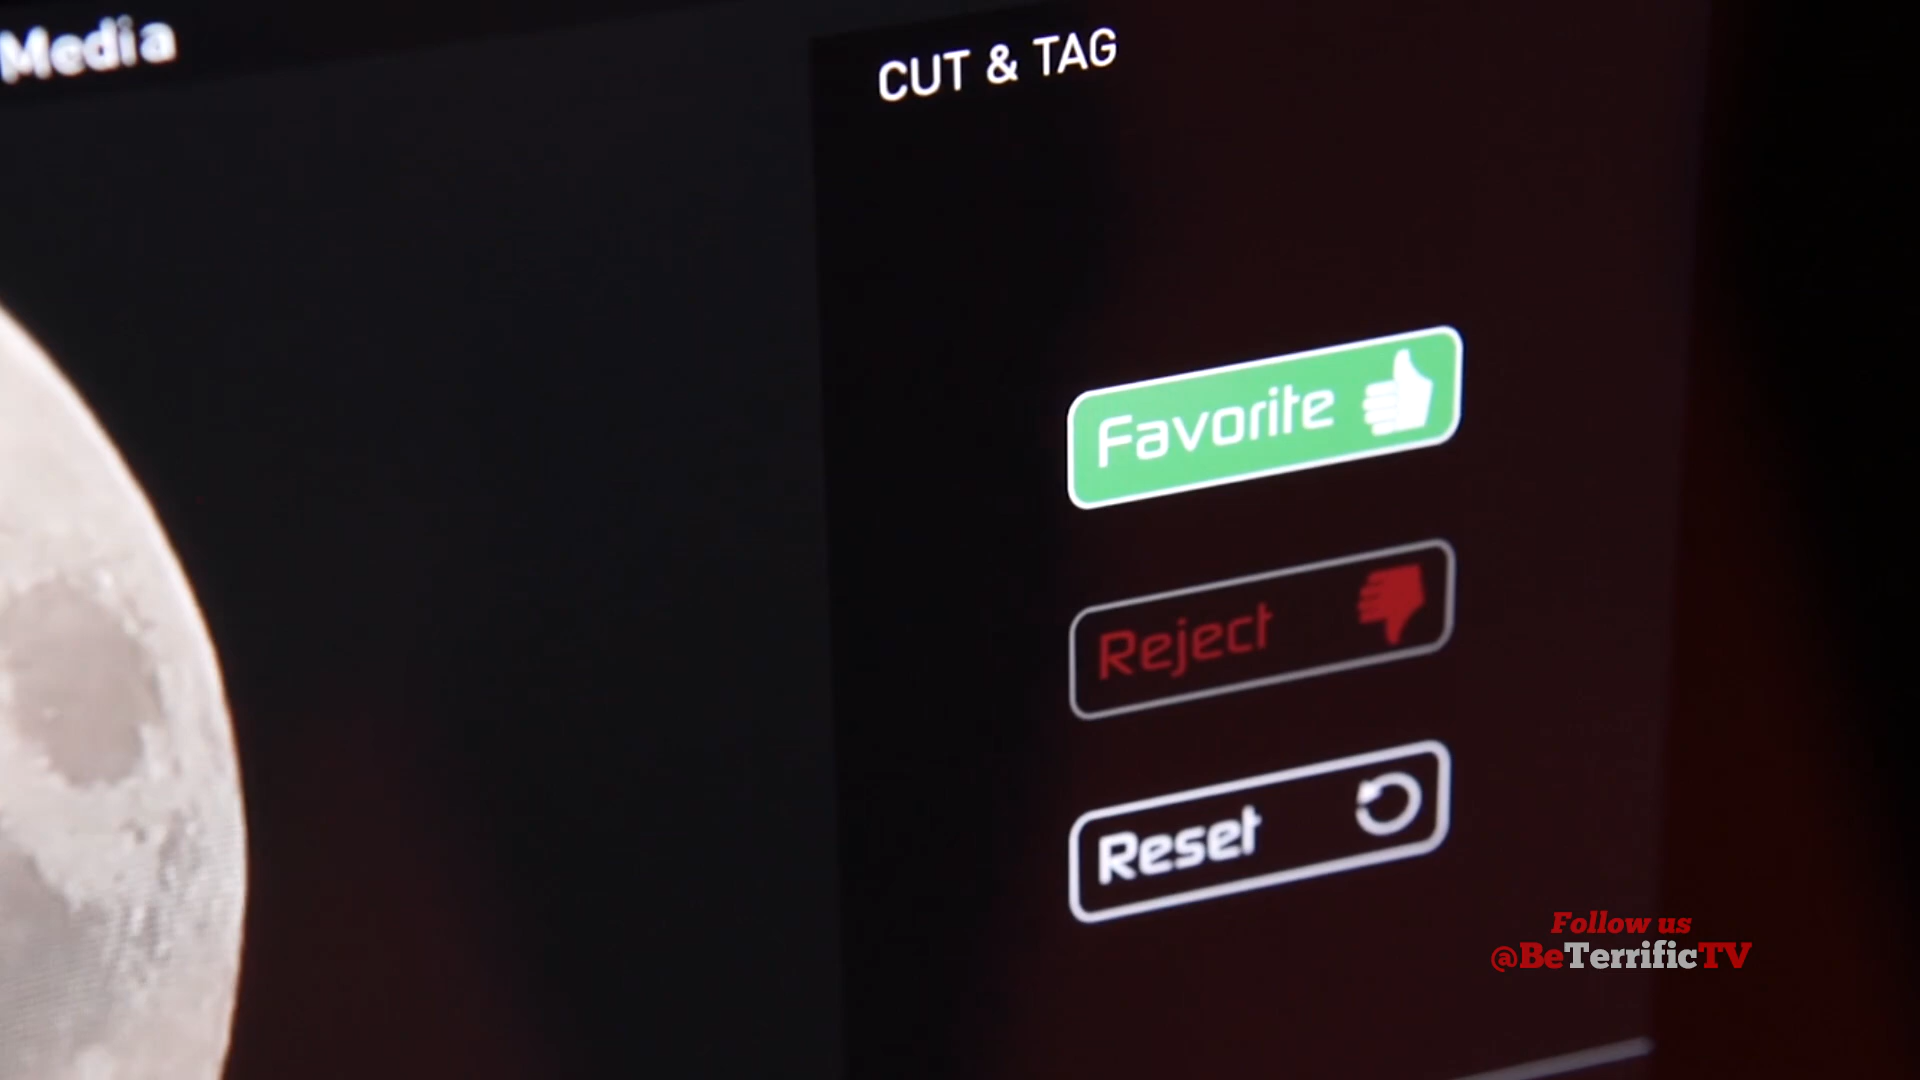 Media
CUT & TAG
Favorite
Reject
Reset
Follow us
@BeTerrificTV